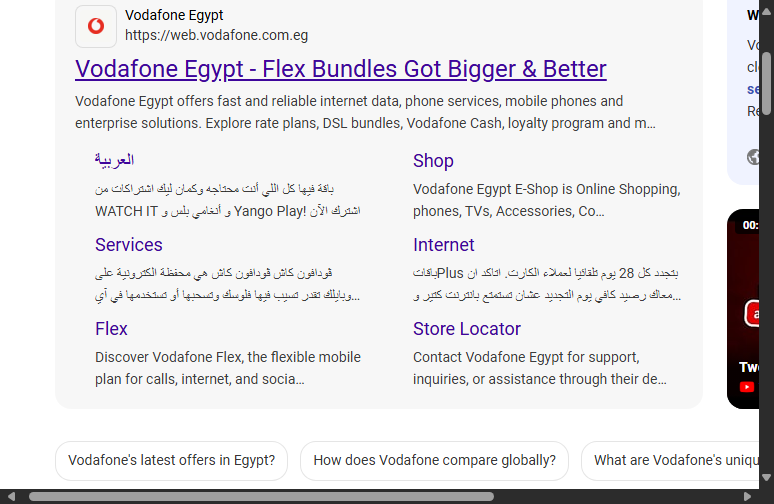 Vodafone Egypt
https://web.vodafone.com.eg
Vodafone Egypt - Flex Bundles Got Bigger & Better
Vodafone Egypt offers fast and reliable internet data, phone services, mobile phones and
enterprise solutions. Explore rate plans, DSL bundles, Vodafone Cash, loyalty program and m...
العربية
باقة فيها كل اللي أنت محتاجه وكمان ليك اشتراكات من
WATCH IT و أنغامي بلس و Yango Play! اشترك الآن
Shop
Vodafone Egypt E-Shop is Online Shopping,
phones, TVs, Accessories, Co...
Services
ڤودافون كاش ڤودافون كاش هي محفظة الكترونية على
موبايلك تقدر تسيب فيها فلوسك وتسحبها أو تستخدمها في أي...
Internet
باقاتPlus بتجدد كل 28 يوم تلقائيا لعملاء الكارت. اتاكد ان
معاك رصيد كافي يوم التجديد عشان تستمتع بانترنت كتير و...
Flex
Discover Vodafone Flex, the flexible mobile
plan for calls, internet, and socia...
Store Locator
Contact Vodafone Egypt for support,
inquiries, or assistance through their de...
Vodafone's latest offers in Egypt?
How does Vodafone compare globally?
What are Vodafone's
W
Vo
cl
se
Re
00:
Tw